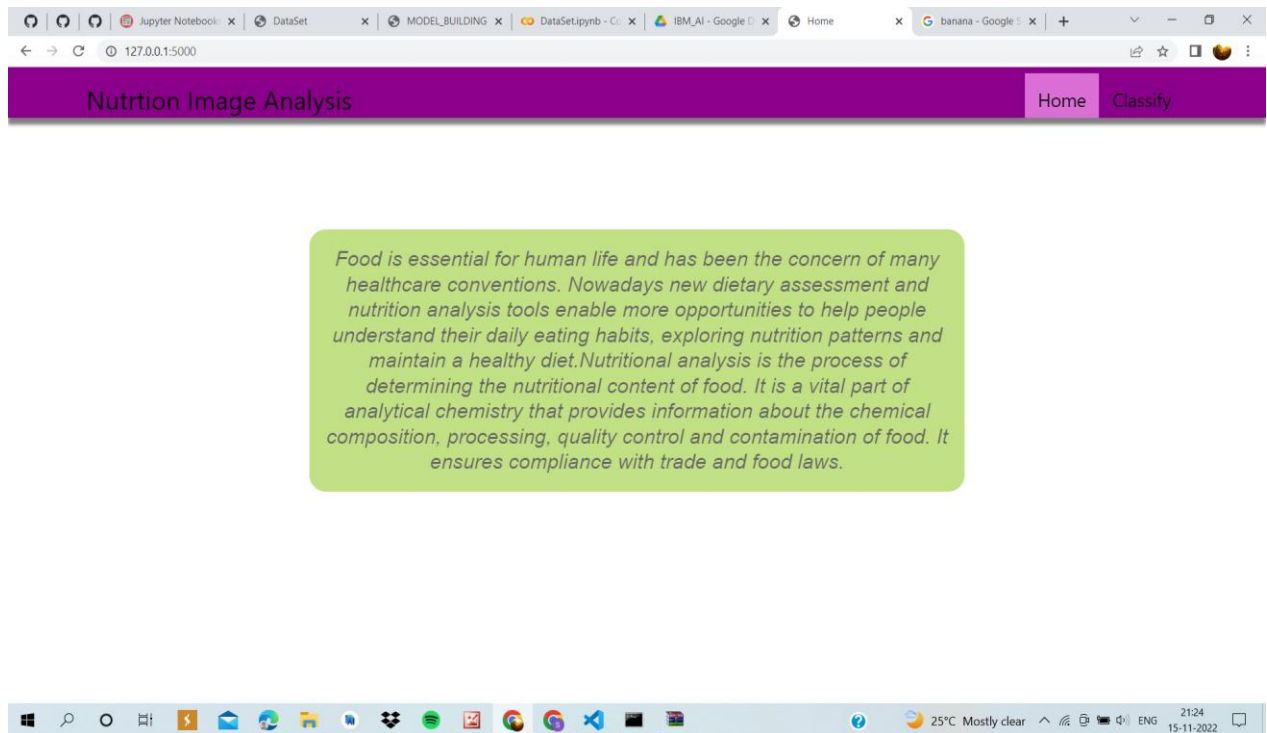 Jupyter Notebook
DataSet
MODEL_BUILDING
CO DataSet.ipynb - Co
IBM_AI - Google D
Home
G banana - Google S
127.0.0.1:5000
Nutrtion Image Analysis
Home
Classify
Food is essential for human life and has been the concern of many
healthcare conventions. Nowadays new dietary assessment and
nutrition analysis tools enable more opportunities to help people
understand their daily eating habits, exploring nutrition patterns and
maintain a healthy diet.Nutritional analysis is the process of
determining the nutritional content of food. It is a vital part of
analytical chemistry that provides information about the chemical
composition, processing, quality control and contamination of food. It
ensures compliance with trade and food laws.
25°C Mostly clear
ENG
21:24
15-11-2022